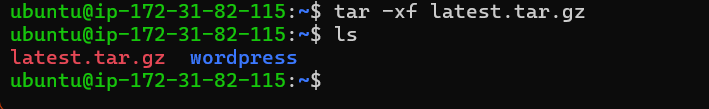 ubuntu@ip-172-31-82-115:~$ tar -xf latest.tar.gz
ubuntu@ip-172-31-82-115:~$ ls
latest.tar.gz  wordpress
ubuntu@ip-172-31-82-115:~$